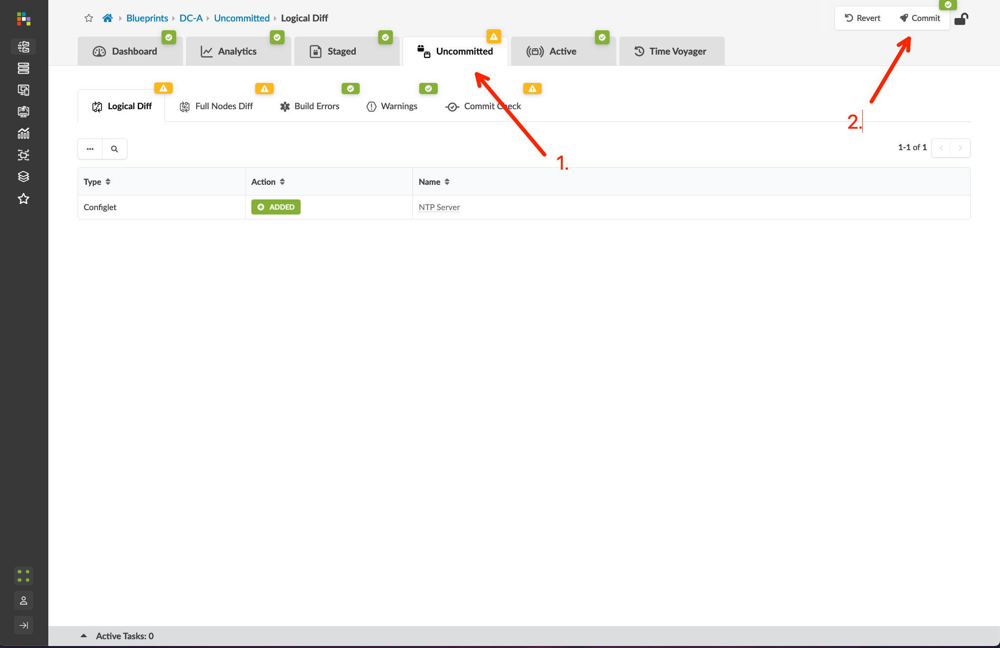 Blueprints DC-A Uncommitted Logical Diff
Revert Commit
Dashboard Analytics Staged Uncommitted Active Time Voyager
Logical Diff Full Nodes Diff Build Errors Warnings Commit Check
2.
1-1 of 1
1.
Type Action Name
Configlet ADDED NTP Server
Active Tasks: 0